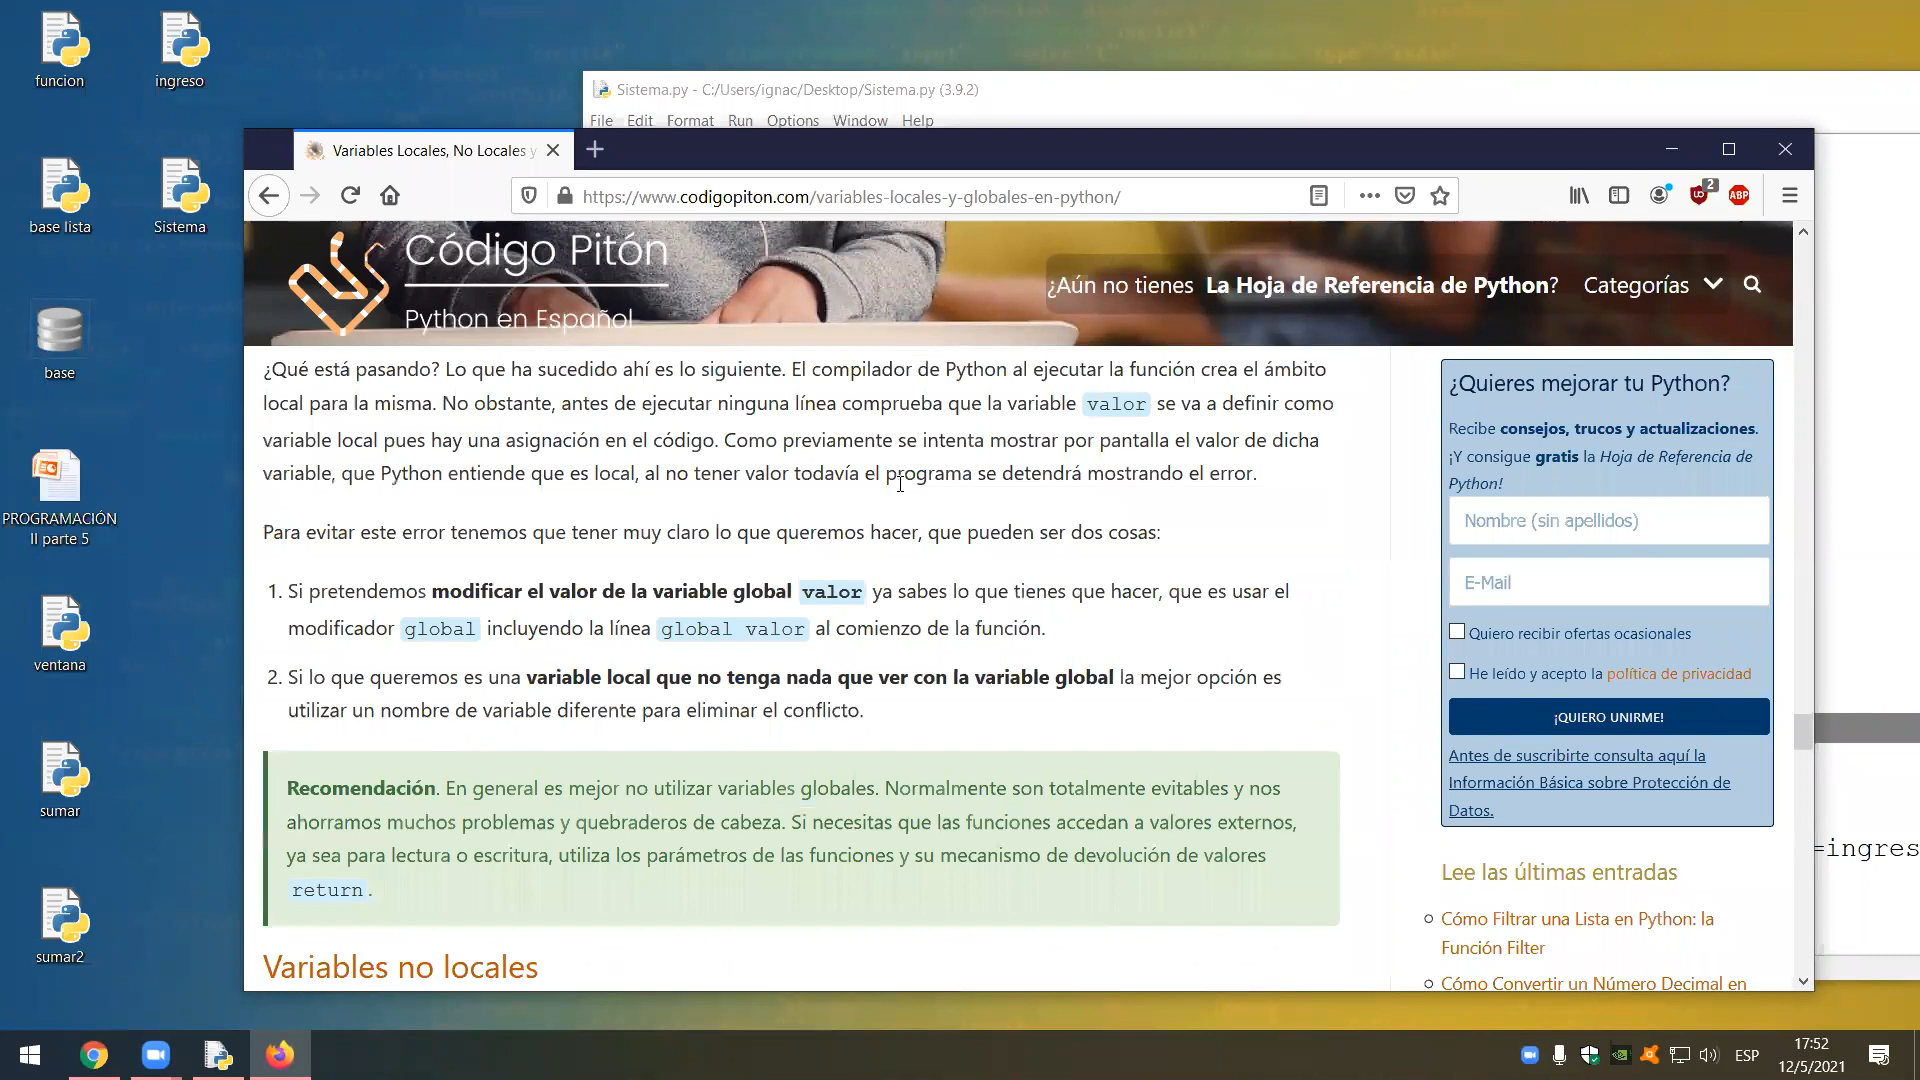 funcion
ingreso
base lista
Sistema
base
PROGRAMACIÓN
II parte 5
ventana
sumar
sumar2
Sistema.py - C:/Users/ignac/Desktop/Sistema.py (3.9.2)
File Edit Format Run Options Window Help
Variables Locales, No Locales y
https://www.codigopiton.com/variables-locales-y-globales-en-python/
2
ABP
Código Pitón
Python en Español
¿Aún no tienes La Hoja de Referencia de Python? Categorías
¿Qué está pasando? Lo que ha sucedido ahí es lo siguiente. El compilador de Python al ejecutar la función crea el ámbito
local para la misma. No obstante, antes de ejecutar ninguna línea comprueba que la variable valor se va a definir como
variable local pues hay una asignación en el código. Como previamente se intenta mostrar por pantalla el valor de dicha
variable, que Python entiende que es local, al no tener valor todavía el programa se detendrá mostrando el error.
Para evitar este error tenemos que tener muy claro lo que queremos hacer, que pueden ser dos cosas:
1. Si pretendemos modificar el valor de la variable global valor ya sabes lo que tienes que hacer, que es usar el
modificador global incluyendo la línea global valor al comienzo de la función.
2. Si lo que queremos es una variable local que no tenga nada que ver con la variable global la mejor opción es
utilizar un nombre de variable diferente para eliminar el conflicto.
Recomendación. En general es mejor no utilizar variables globales. Normalmente son totalmente evitables y nos
ahorramos muchos problemas y quebraderos de cabeza. Si necesitas que las funciones accedan a valores externos,
ya sea para lectura o escritura, utiliza los parámetros de las funciones y su mecanismo de devolución de valores
return.
Variables no locales
¿Quieres mejorar tu Python?
Recibe consejos, trucos y actualizaciones.
¡Y consigue gratis la Hoja de Referencia de
Python!
Nombre (sin apellidos)
E-Mail
Quiero recibir ofertas ocasionales
He leído y acepto la política de privacidad
¡QUIERO UNIRME!
Antes de suscribirte consulta aquí la
Información Básica sobre Protección de
Datos.
Lee las últimas entradas
Cómo Filtrar una Lista en Python: la
Función Filter
Cómo Convertir un Número Decimal en
=ingres
ESP
17:52
12/5/2021